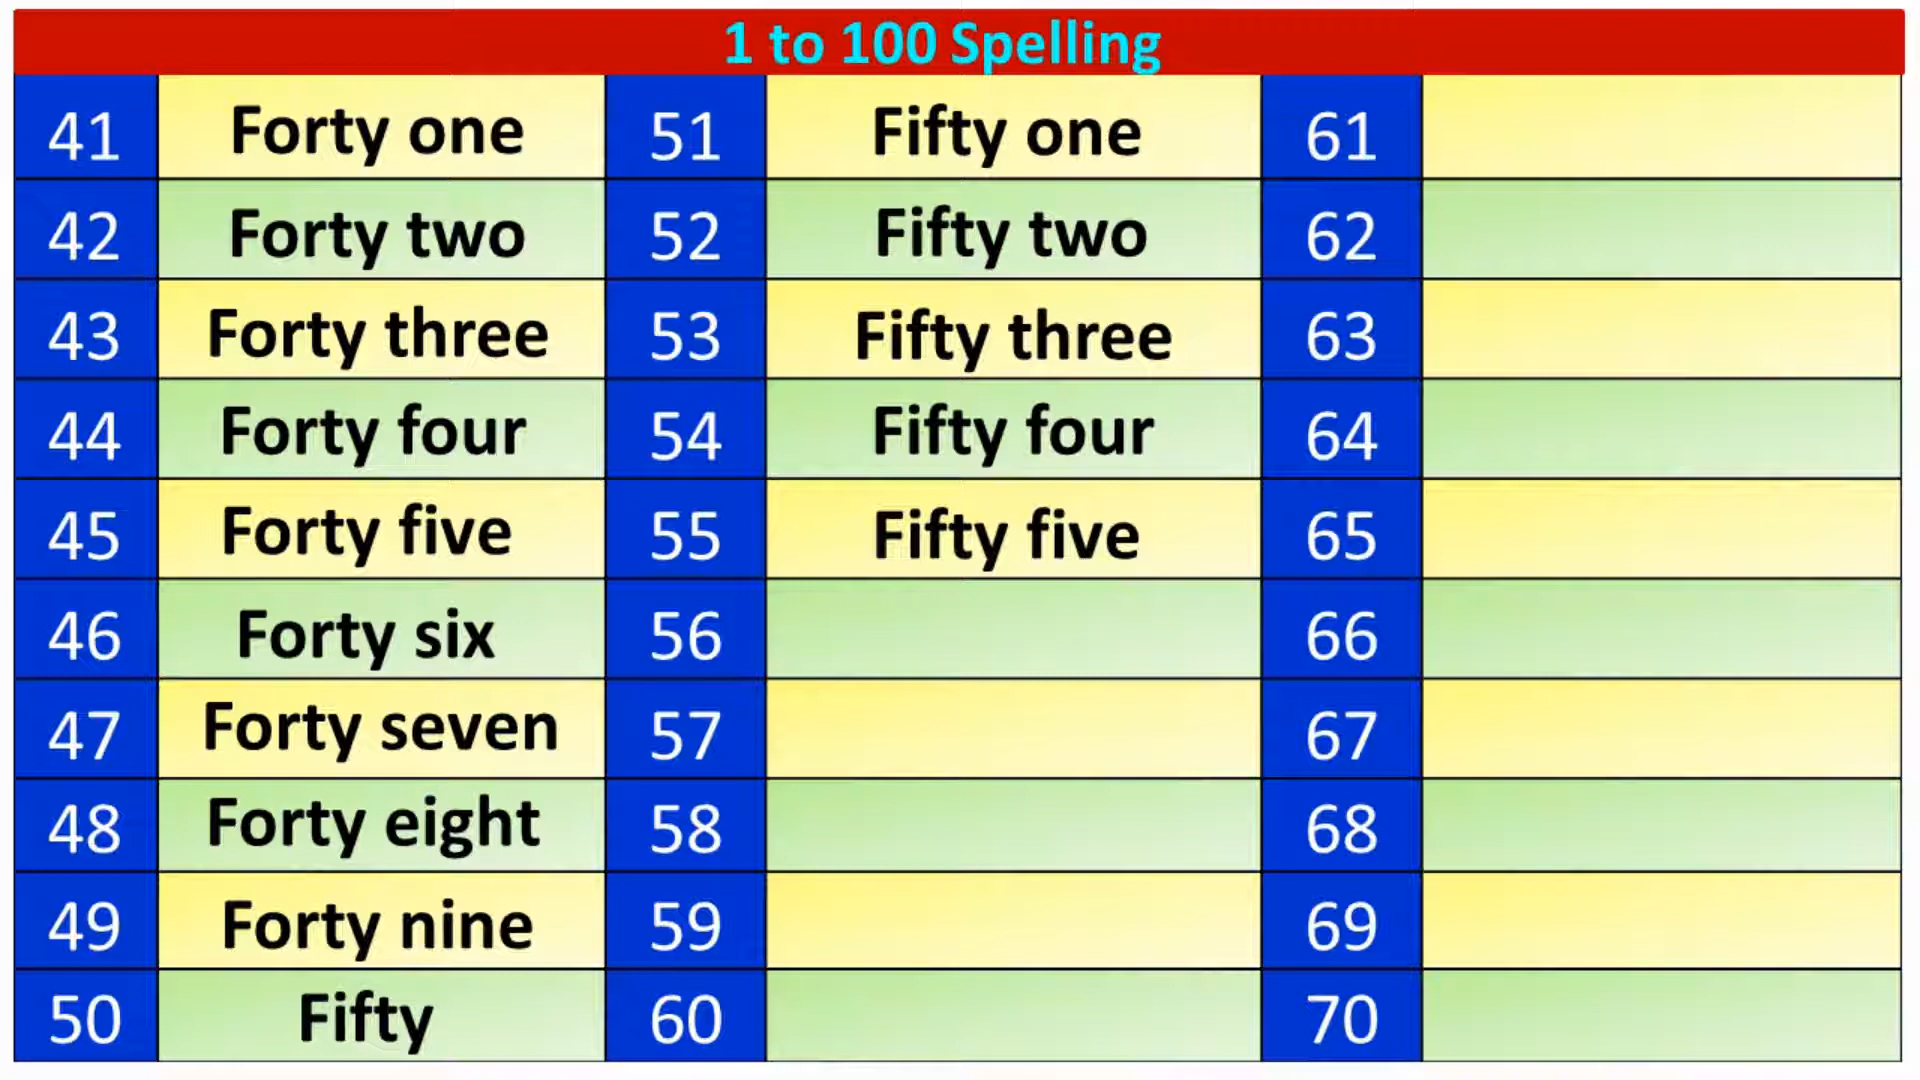 1 to 100 Spelling
41 Forty one 51 Fifty one 61
42 Forty two 52 Fifty two 62
43 Forty three 53 Fifty three 63
44 Forty four 54 Fifty four 64
45 Forty five 55 Fifty five 65
46 Forty six 56 66
47 Forty seven 57 67
48 Forty eight 58 68
49 Forty nine 59 69
50 Fifty 60 70